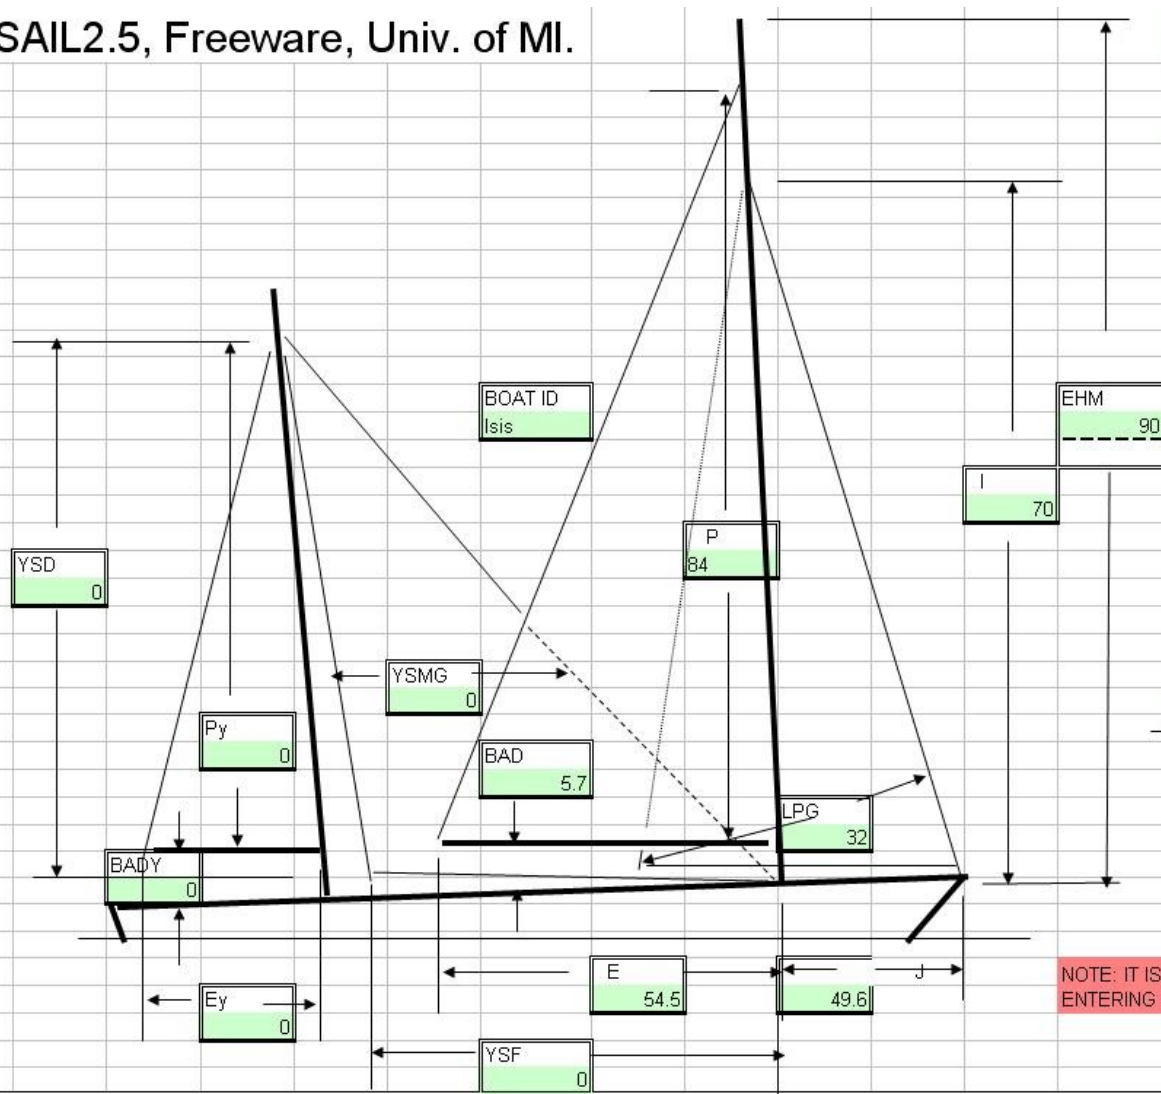 SAIL2.5, Freeware, Univ. of MI.
BOAT ID
Isis
EHM
90
I
70
P
84
YSD
0
YSMG
0
Py
0
BAD
5.7
LPG
32
BADY
0
E
54.5
J
49.6
NOTE: IT IS
ENTERING
Ey
0
YSF
0